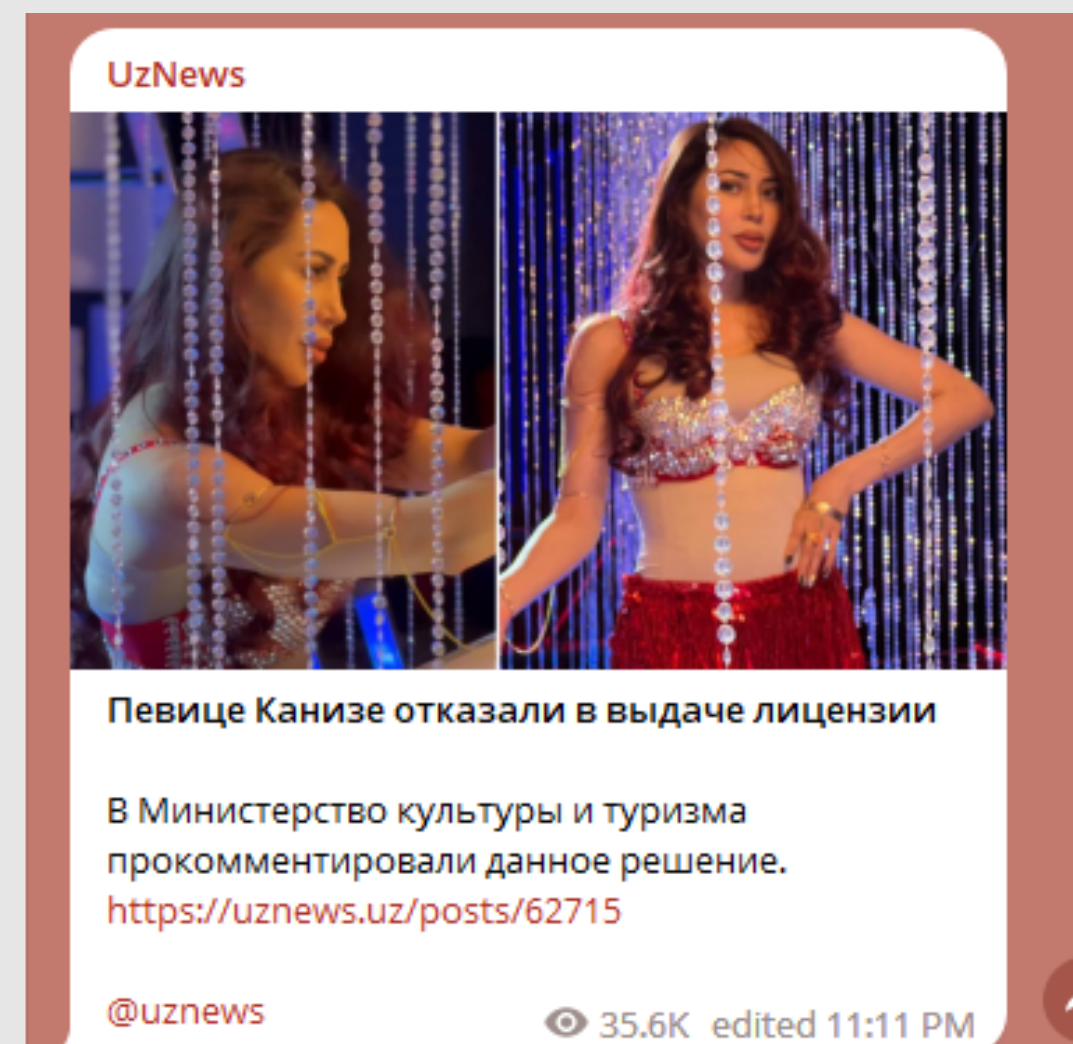 UzNews
Певице Канизе отказали в выдаче лицензии
В Министерство культуры и туризма
прокомментировали данное решение.
https://uznews.uz/posts/62715
@uznews
35.6K edited 11:11 PM